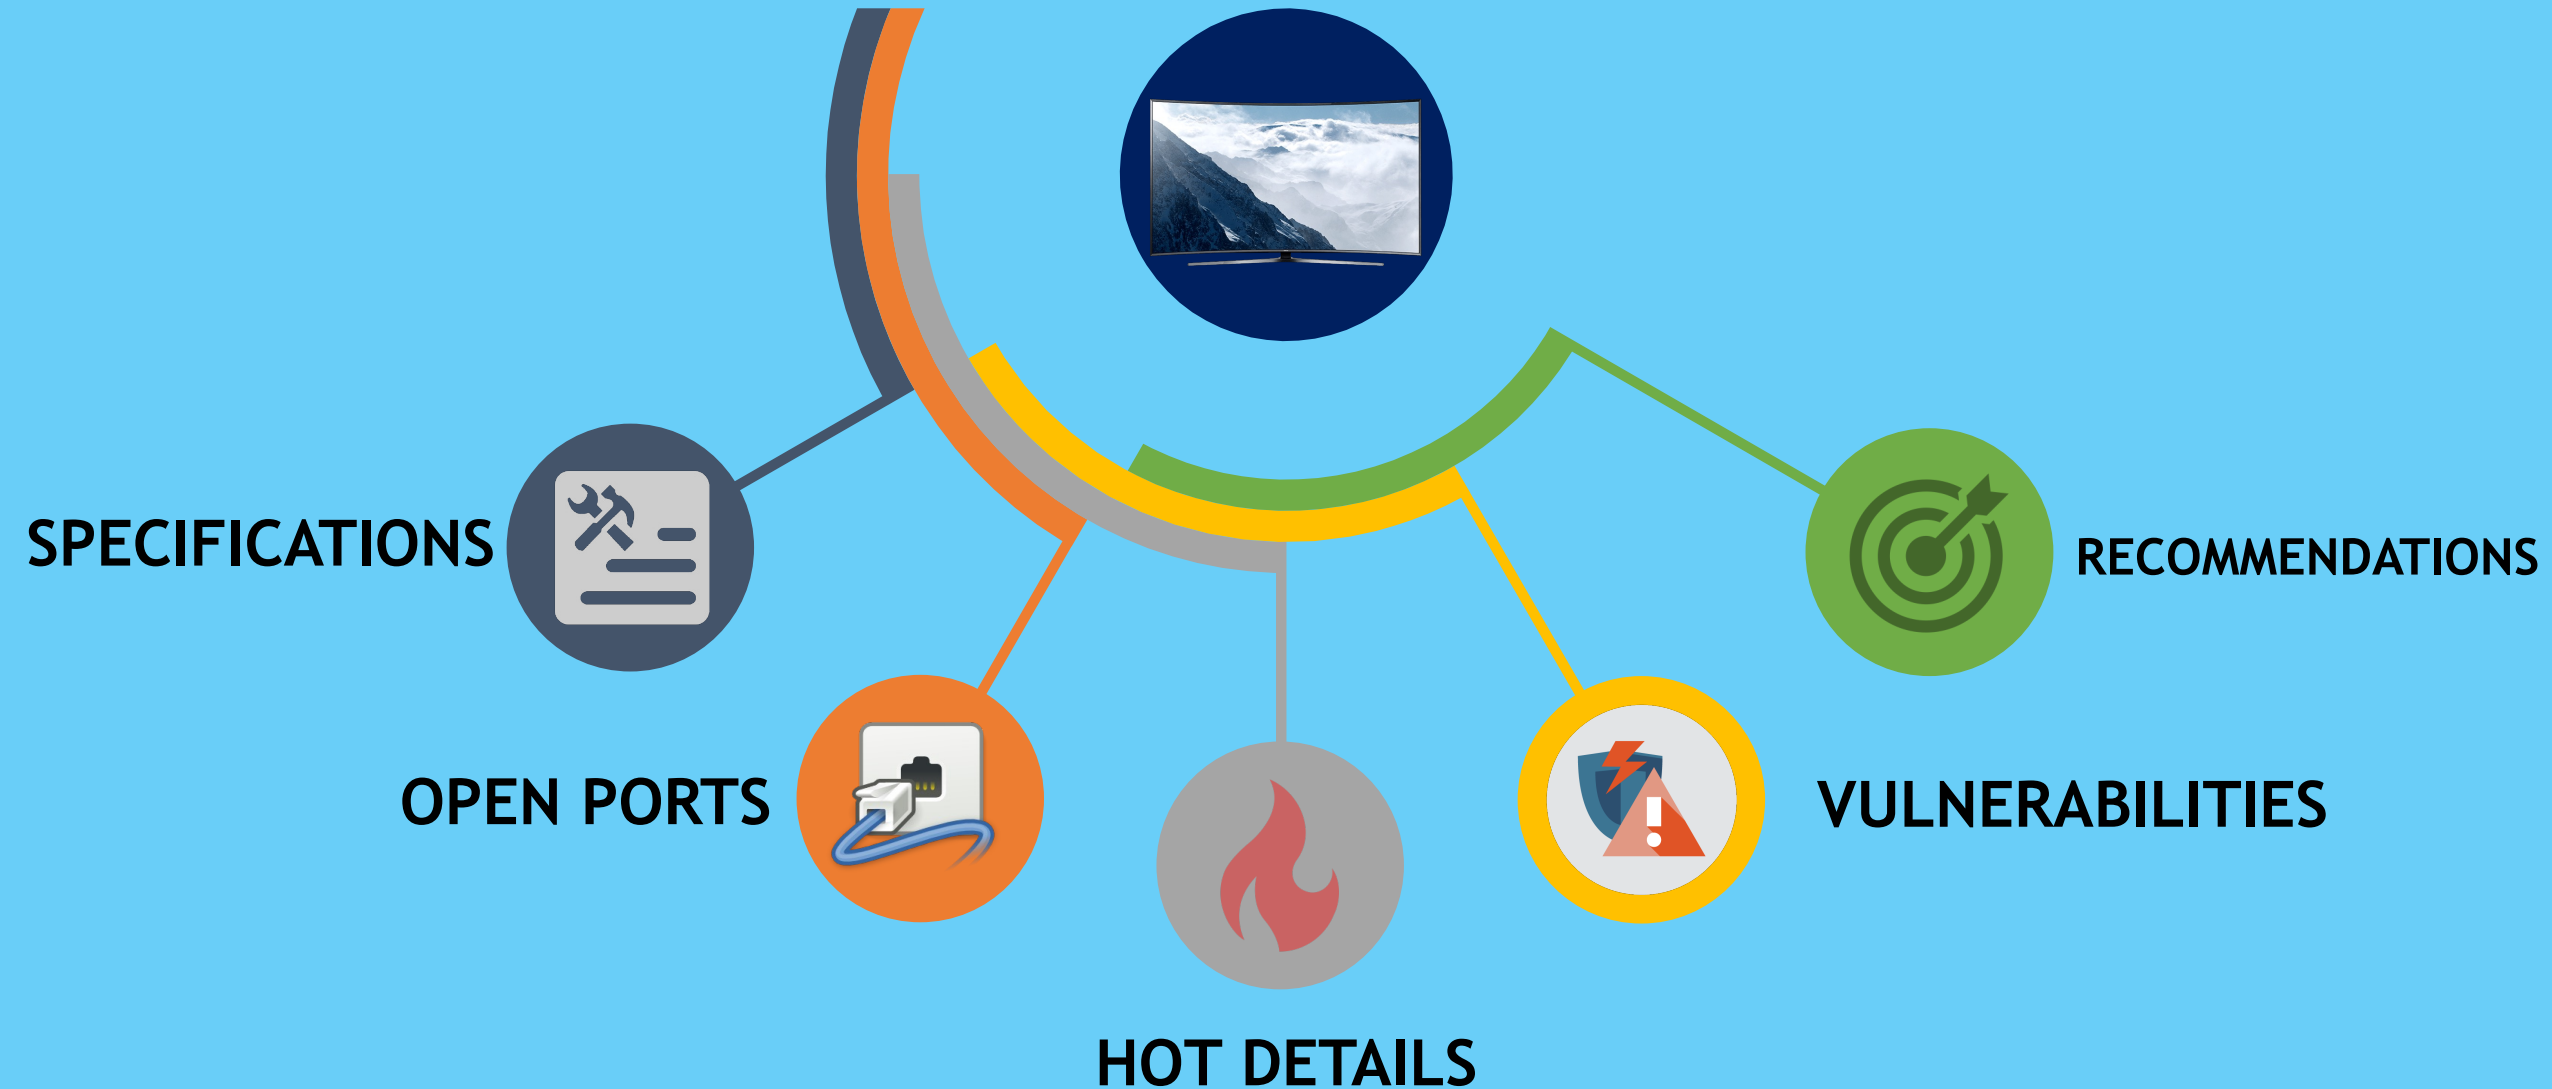 SPECIFICATIONS
RECOMMENDATIONS
OPEN PORTS
VULNERABILITIES
HOT DETAILS